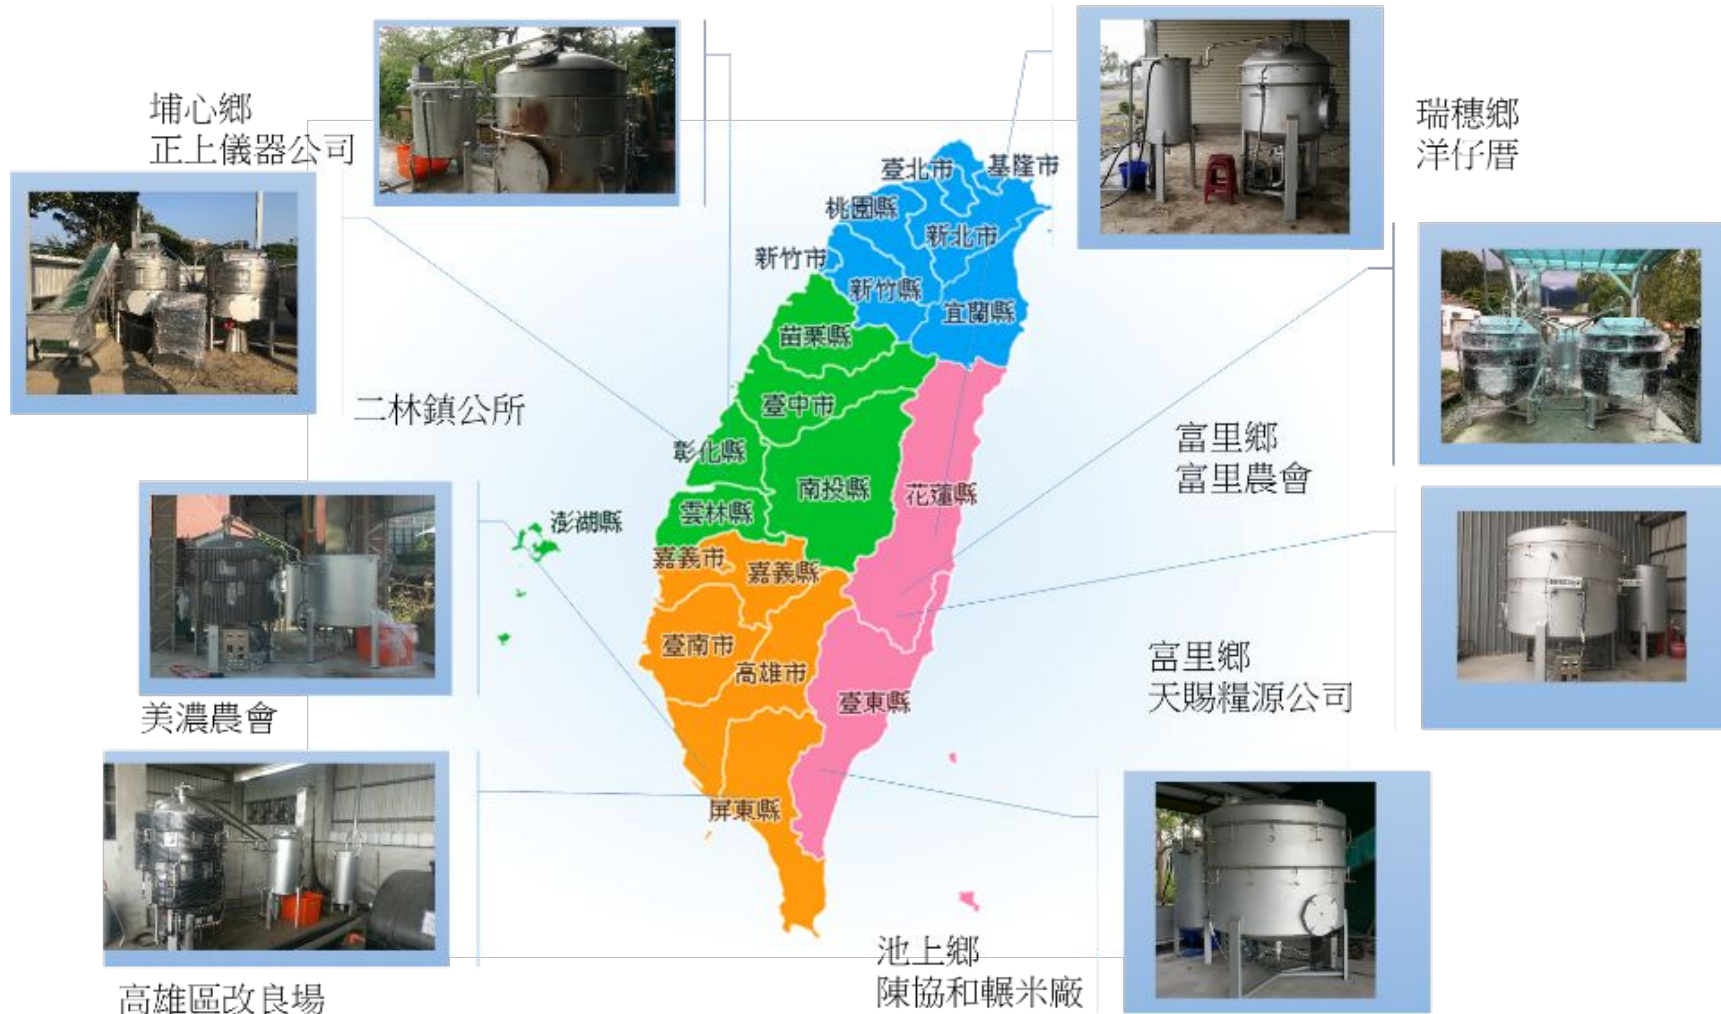 埔心鄉
正上儀器公司
瑞穗鄉
洋仔厝
臺北市
基隆市
桃園縣
新北市
新竹市
新竹縣
宜蘭縣
苗栗縣
臺中市
二林鎮公所
彰化縣
南投縣
花蓮縣
富里鄉
富里農會
雲林縣
澎湖縣
嘉義市
嘉義縣
臺南市
高雄市
臺東縣
富里鄉
天賜糧源公司
美濃農會
屏東縣
池上鄉
陳協和輾米廠
高雄區改良場